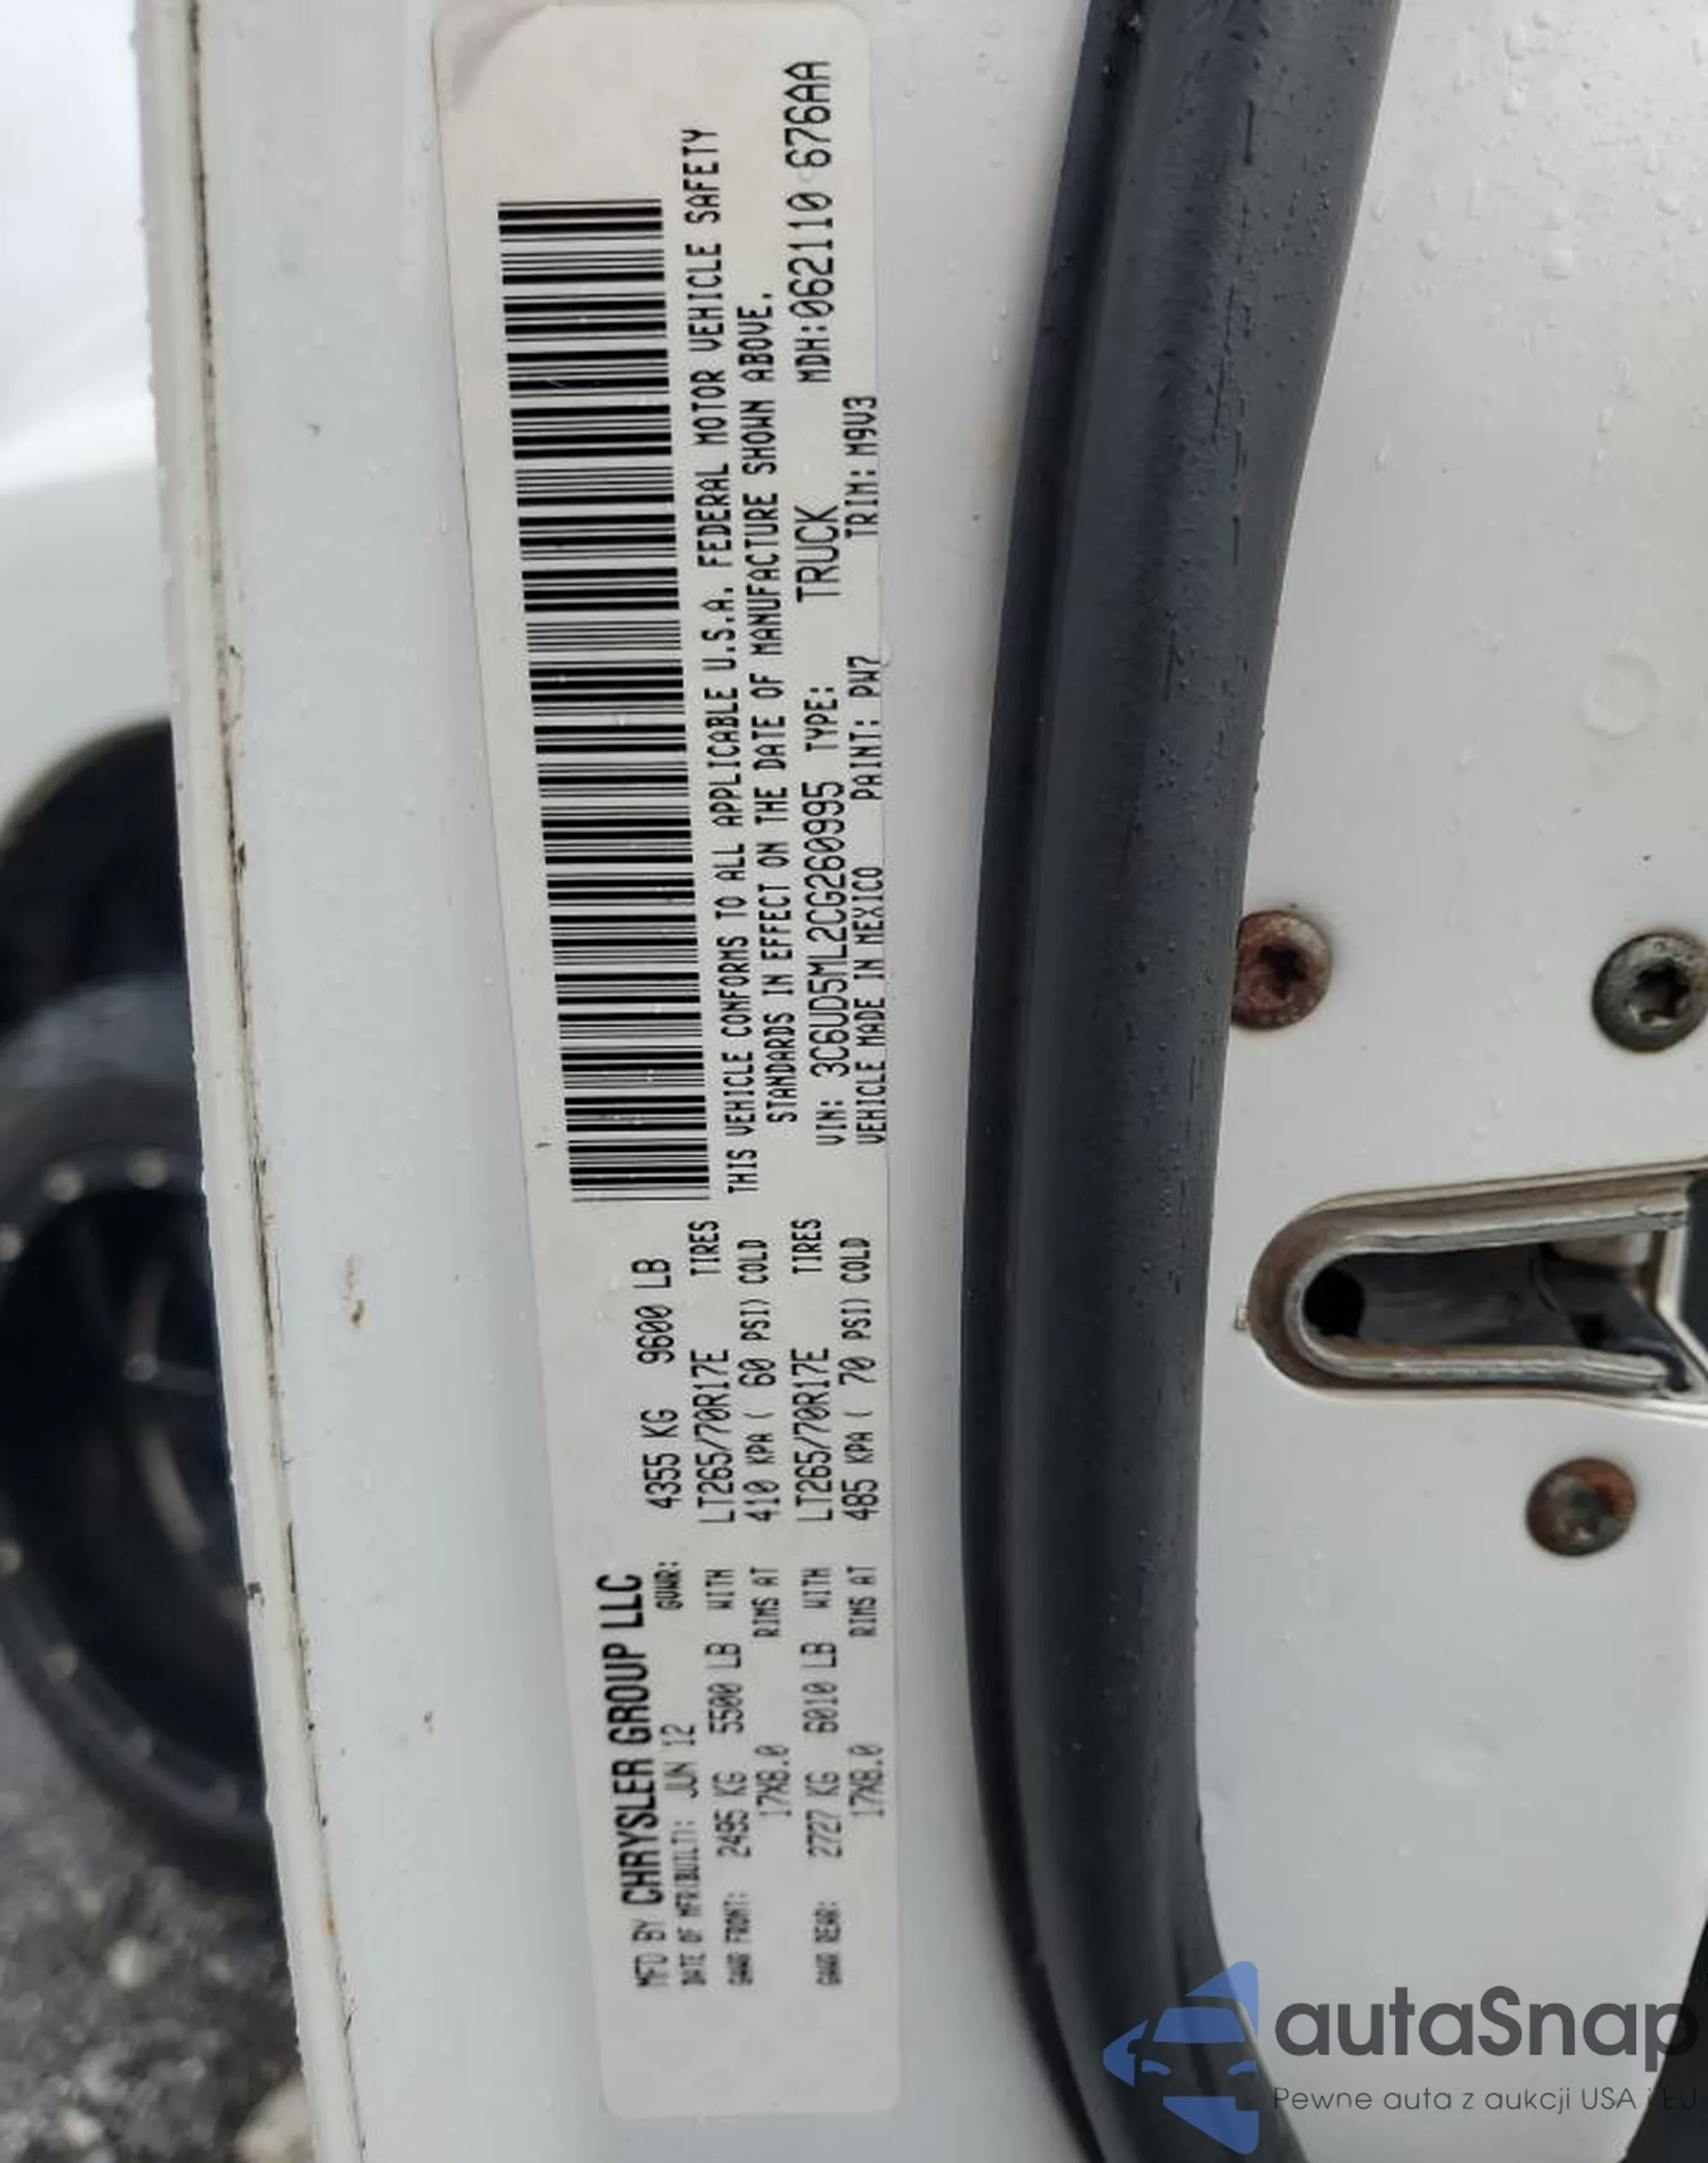 MFD BY CHRYSLER GROUP LLC
DATE OF MFR(BUILT): JUN 12 GVWR: 4355 KG 9600 LB
GAWR FRONT: 2495 KG 5500 LB WITH LT265/70R17E TIRES
17X8.0 RIMS AT 410 KPA ( 60 PSI) COLD
GAWR REAR: 2727 KG 6010 LB WITH LT265/70R17E TIRES
17X8.0 RIMS AT 485 KPA ( 70 PSI) COLD
THIS VEHICLE CONFORMS TO ALL APPLICABLE U.S.A. FEDERAL MOTOR VEHICLE SAFETY
STANDARDS IN EFFECT ON THE DATE OF MANUFACTURE SHOWN ABOVE.
VIN: 3C6UD5ML2CG260995 TYPE: TRUCK MDH:062110 676AA
VEHICLE MADE IN MEXICO PAINT: PW7 TRIM: M9V3
autaSnap
Pewne auta z aukcji USA i EU